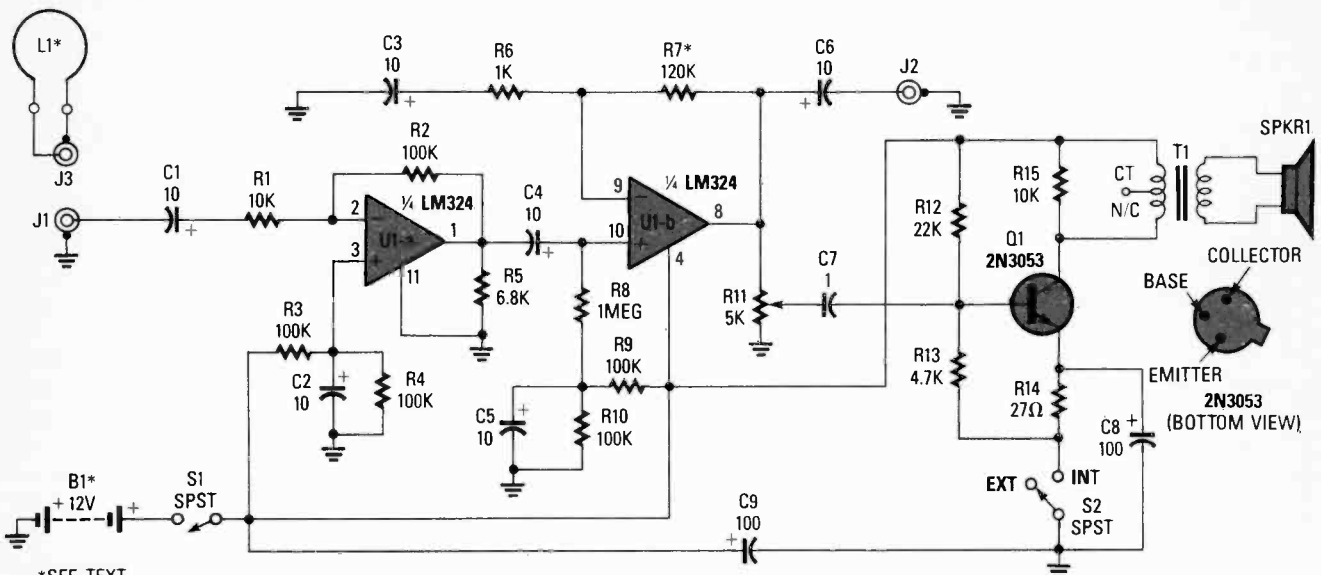 L1*
J3
J1
C1
10
R1
10K
C3
10
R6
1K
R7*
120K
C6
10
J2
R2
100K
¼ LM324
U1-a
2
3
1
11
+
C4
10
R5
6.8K
R3
100K
C2
10
R4
100K
¼ LM324
U1-b
9
10
8
4
R8
1MEG
R9
100K
C5
10
R10
100K
R11
5K
C7
1
R12
22K
R13
4.7K
R15
10K
Q1
2N3053
R14
27Ω
C8
100
CT
N/C
T1
SPKR1
COLLECTOR
BASE
EMITTER
2N3053
(BOTTOM VIEW)
EXT
INT
S2
SPST
B1*
12V
S1
SPST
C9
100
*SEE TEXT